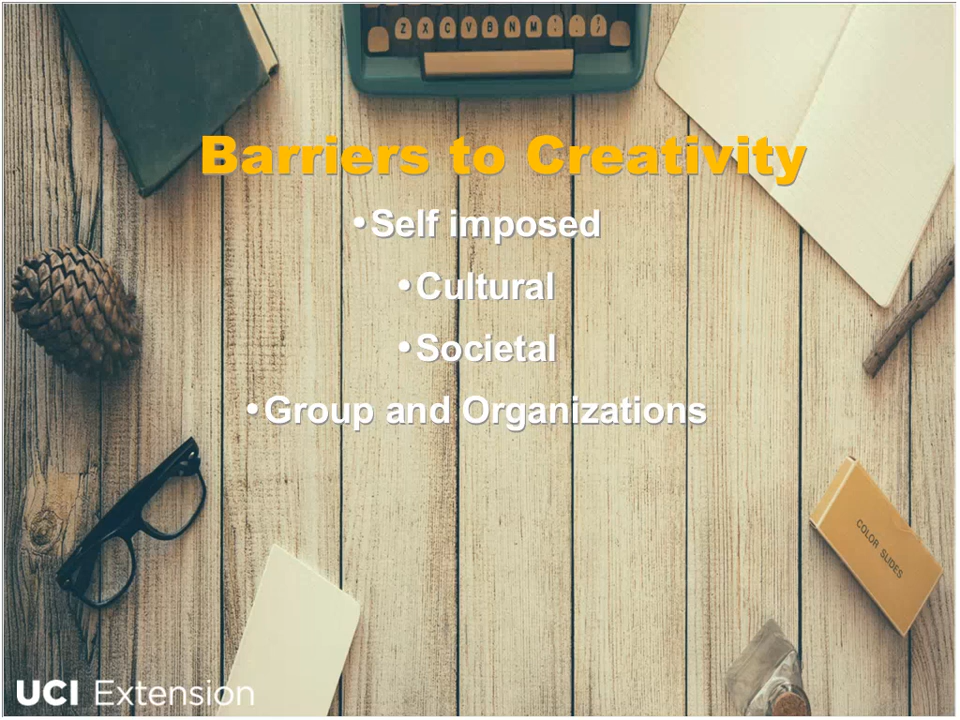 Z X C V B N M
Barriers to Creativity
•Self imposed
•Cultural
•Societal
•Group and Organizations
COLOR SLIDES
UCI Extension